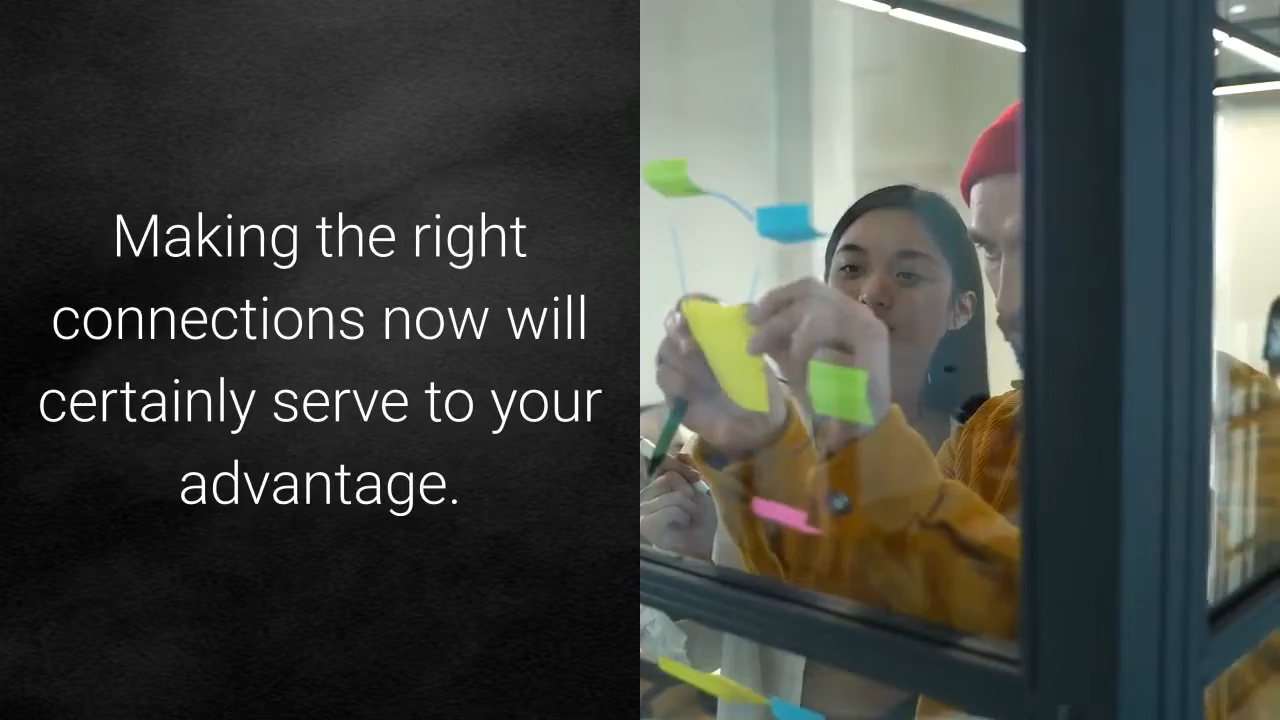 Making the right
connections now will
certainly serve to your
advantage.